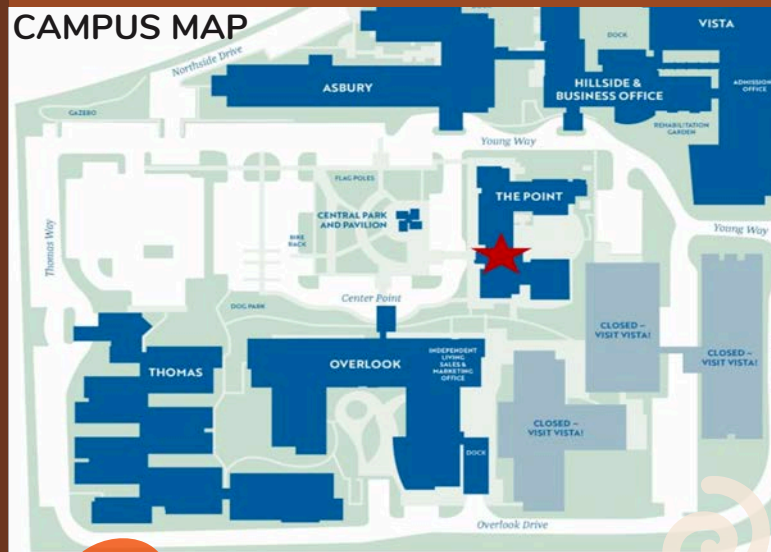 CAMPUS MAP
VISTA
DOCK
Northside Drive
ASBURY
HILLSIDE &
BUSINESS OFFICE
ADMISSION
OFFICE
GAZEBO
REHABILITATION
GARDEN
Young Way
FLAG POLES
THE POINT
CENTRAL PARK
AND PAVILION
BIKE
RACK
Thomas Way
Young Way
Center Point
DOG PARK
CLOSED –
VISIT VISTA!
CLOSED –
VISIT VISTA!
THOMAS
OVERLOOK
INDEPENDENT
LIVING
SALES &
MARKETING
OFFICE
CLOSED –
VISIT VISTA!
DOCK
Overlook Drive